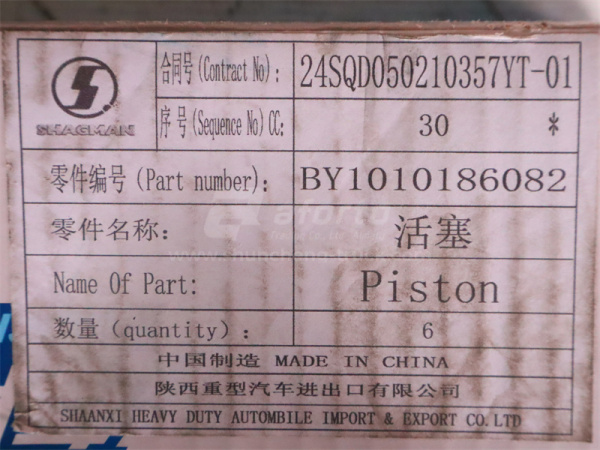 合同号(Contract No): 24SQD050210357YT-01
SHACMAN
序号(Sequence No)CC: 30 *
零件编号(Part number): BY1010186082
零件名称: 活塞
Name Of Part: Piston
数量(quantity): 6
中国制造 MADE IN CHINA
陕西重型汽车进出口有限公司
SHAANXI HEAVY DUTY AUTOMBILE IMPORT & EXPORT CO.LTD